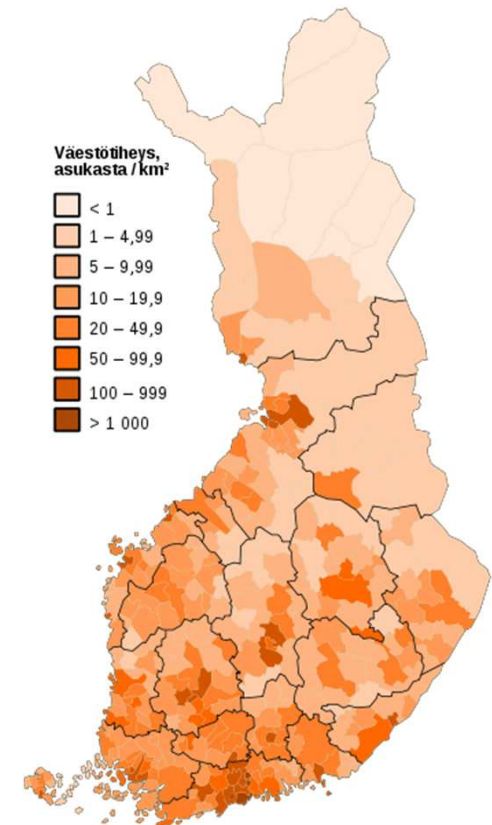 Väestötiheys,
asukasta / km²
< 1
1 – 4,99
5 – 9,99
10 – 19,9
20 – 49,9
50 – 99,9
100 – 999
> 1 000